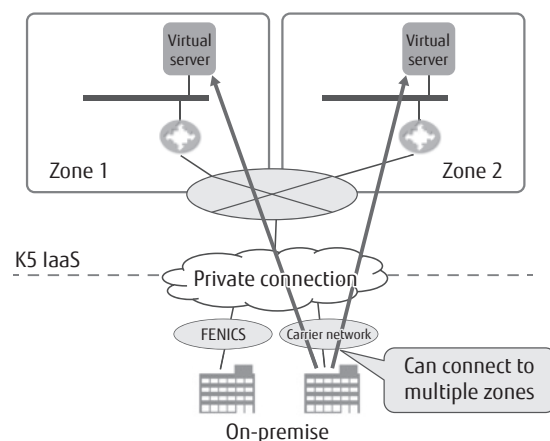 Virtual
server
Virtual
server
Zone 1
Zone 2
K5 IaaS
Private connection
FENICS
Carrier network
Can connect to
multiple zones
On-premise